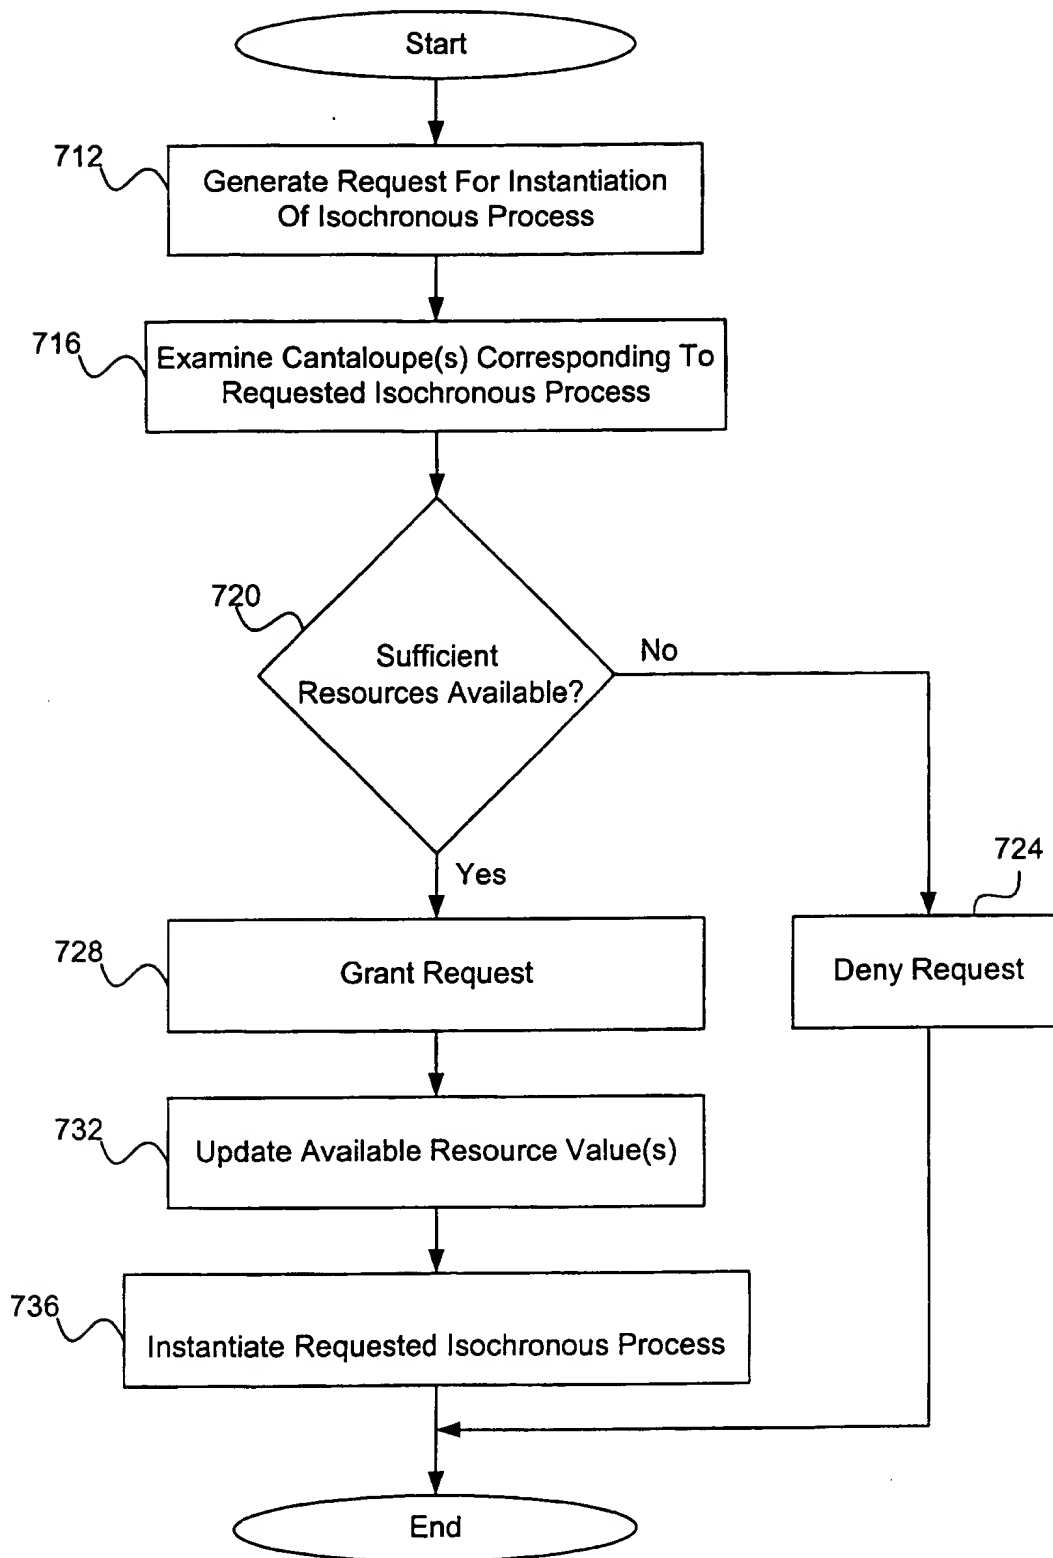 Start
712
Generate Request For Instantiation
Of Isochronous Process
716
Examine Cantaloupe(s) Corresponding To
Requested Isochronous Process
720
Sufficient
Resources Available?
No
Yes
724
728
Grant Request
Deny Request
732
Update Available Resource Value(s)
736
Instantiate Requested Isochronous Process
End